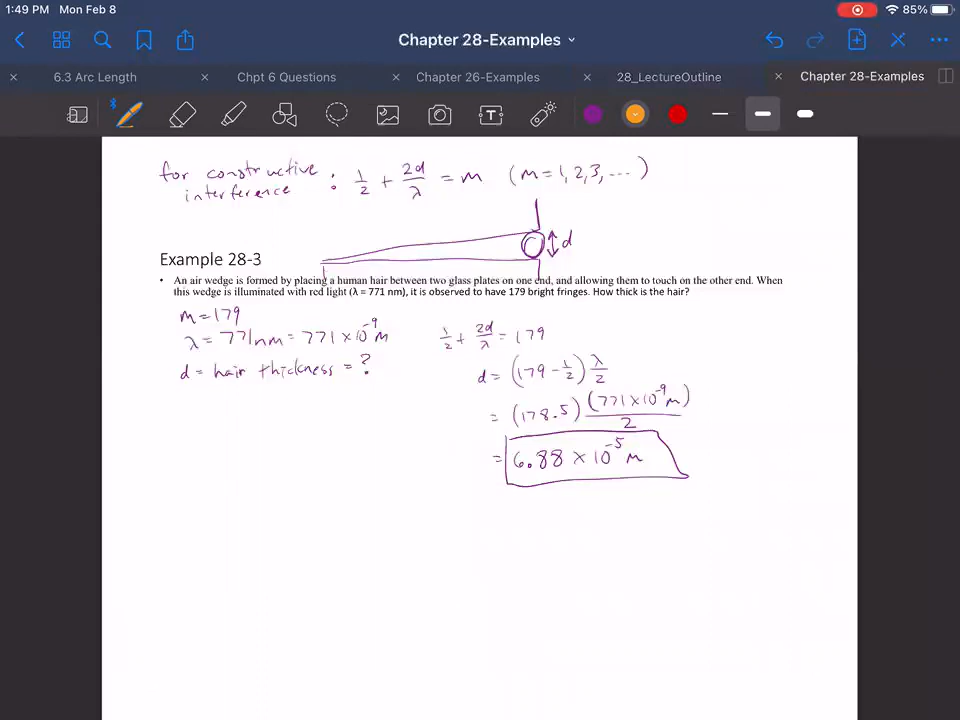 1:49 PM Mon Feb 8
85%
Chapter 28-Examples
6.3 Arc Length
Chpt 6 Questions
Chapter 26-Examples
28_LectureOutline
Chapter 28-Examples
for constructive interference : 1/2 + 2d/λ = m (m=1,2,3,....)
d
Example 28-3
• An air wedge is formed by placing a human hair between two glass plates on one end, and allowing them to touch on the other end. When
this wedge is illuminated with red light (λ = 771 nm), it is observed to have 179 bright fringes. How thick is the hair?
m=179
λ = 771nm = 771×10⁻⁹m
d = hair thickness = ?
1/2 + 2d/λ = 179
d = (179 - 1/2) λ/2
= (178.5) (771×10⁻⁹m)/2
= 6.88 × 10⁻⁵ m